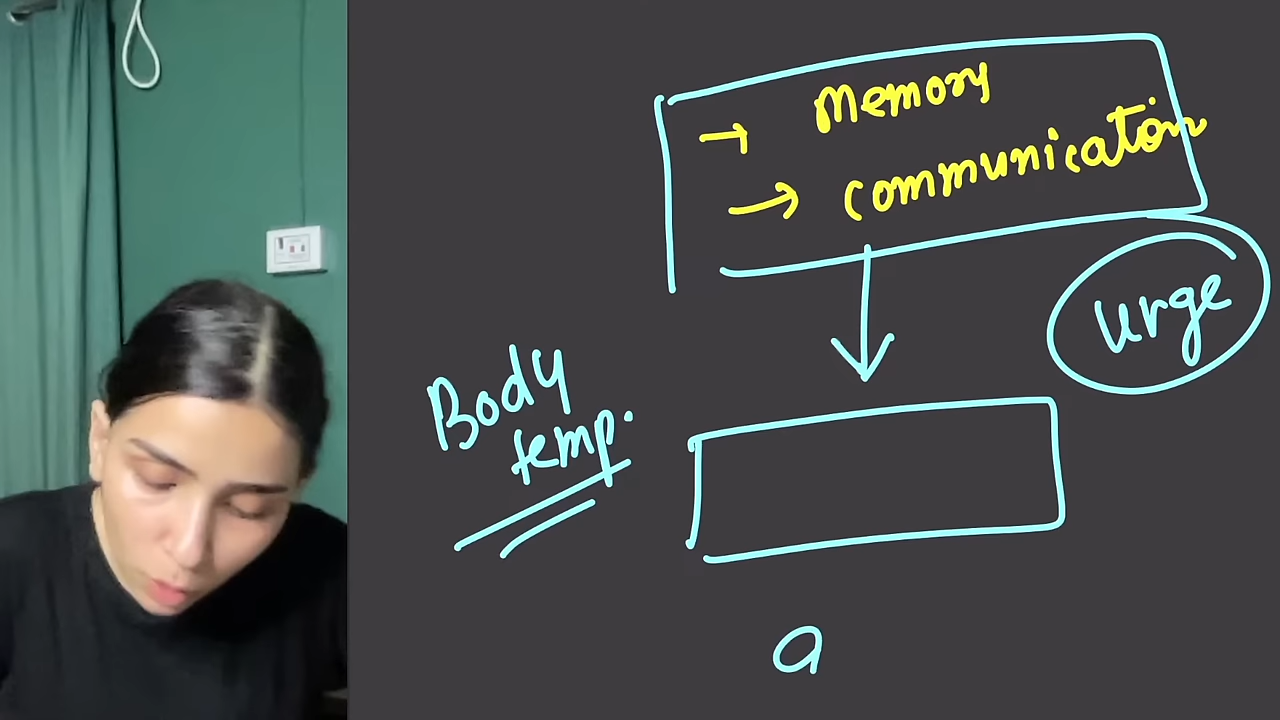 → Memory
→ communication
urge
Body
temp.
a